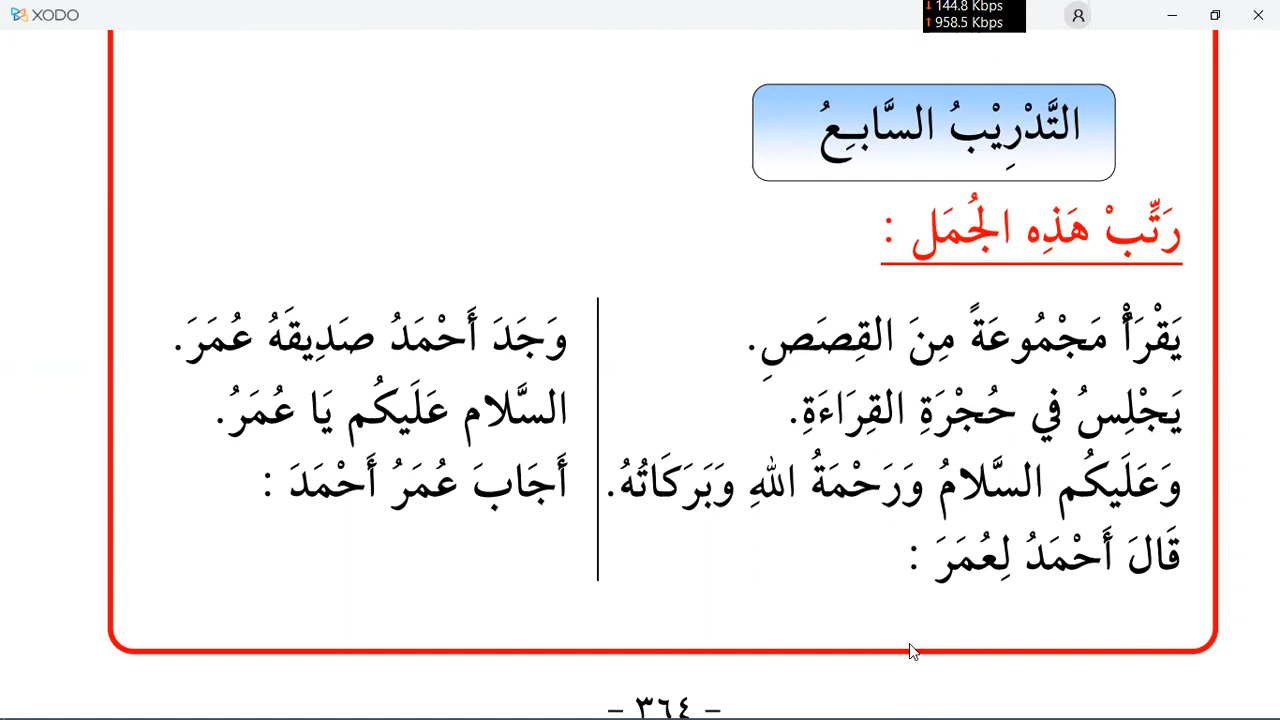 XODO
↓ 144.8 Kbps
↑ 958.5 Kbps
التَّدْرِيْبُ السَّابِعُ
رَتِّبْ هَذِه الجُمَل :
يَقْرَأُ مَجْمُوعَةً مِنَ القِصَصِ.
يَجْلِسُ في حُجْرَةِ القِرَاءَةِ.
وَعَلَيكُم السَّلامُ وَرَحْمَةُ اللهِ وَبَرَكَاتُهُ.
قَالَ أَحْمَدُ لِعُمَرَ :
وَجَدَ أَحْمَدُ صَدِيقَهُ عُمَرَ.
السَّلام عَلَيكُم يَا عُمَرُ.
أَجَابَ عُمَرُ أَحْمَدَ :
– ٣٦٤ –